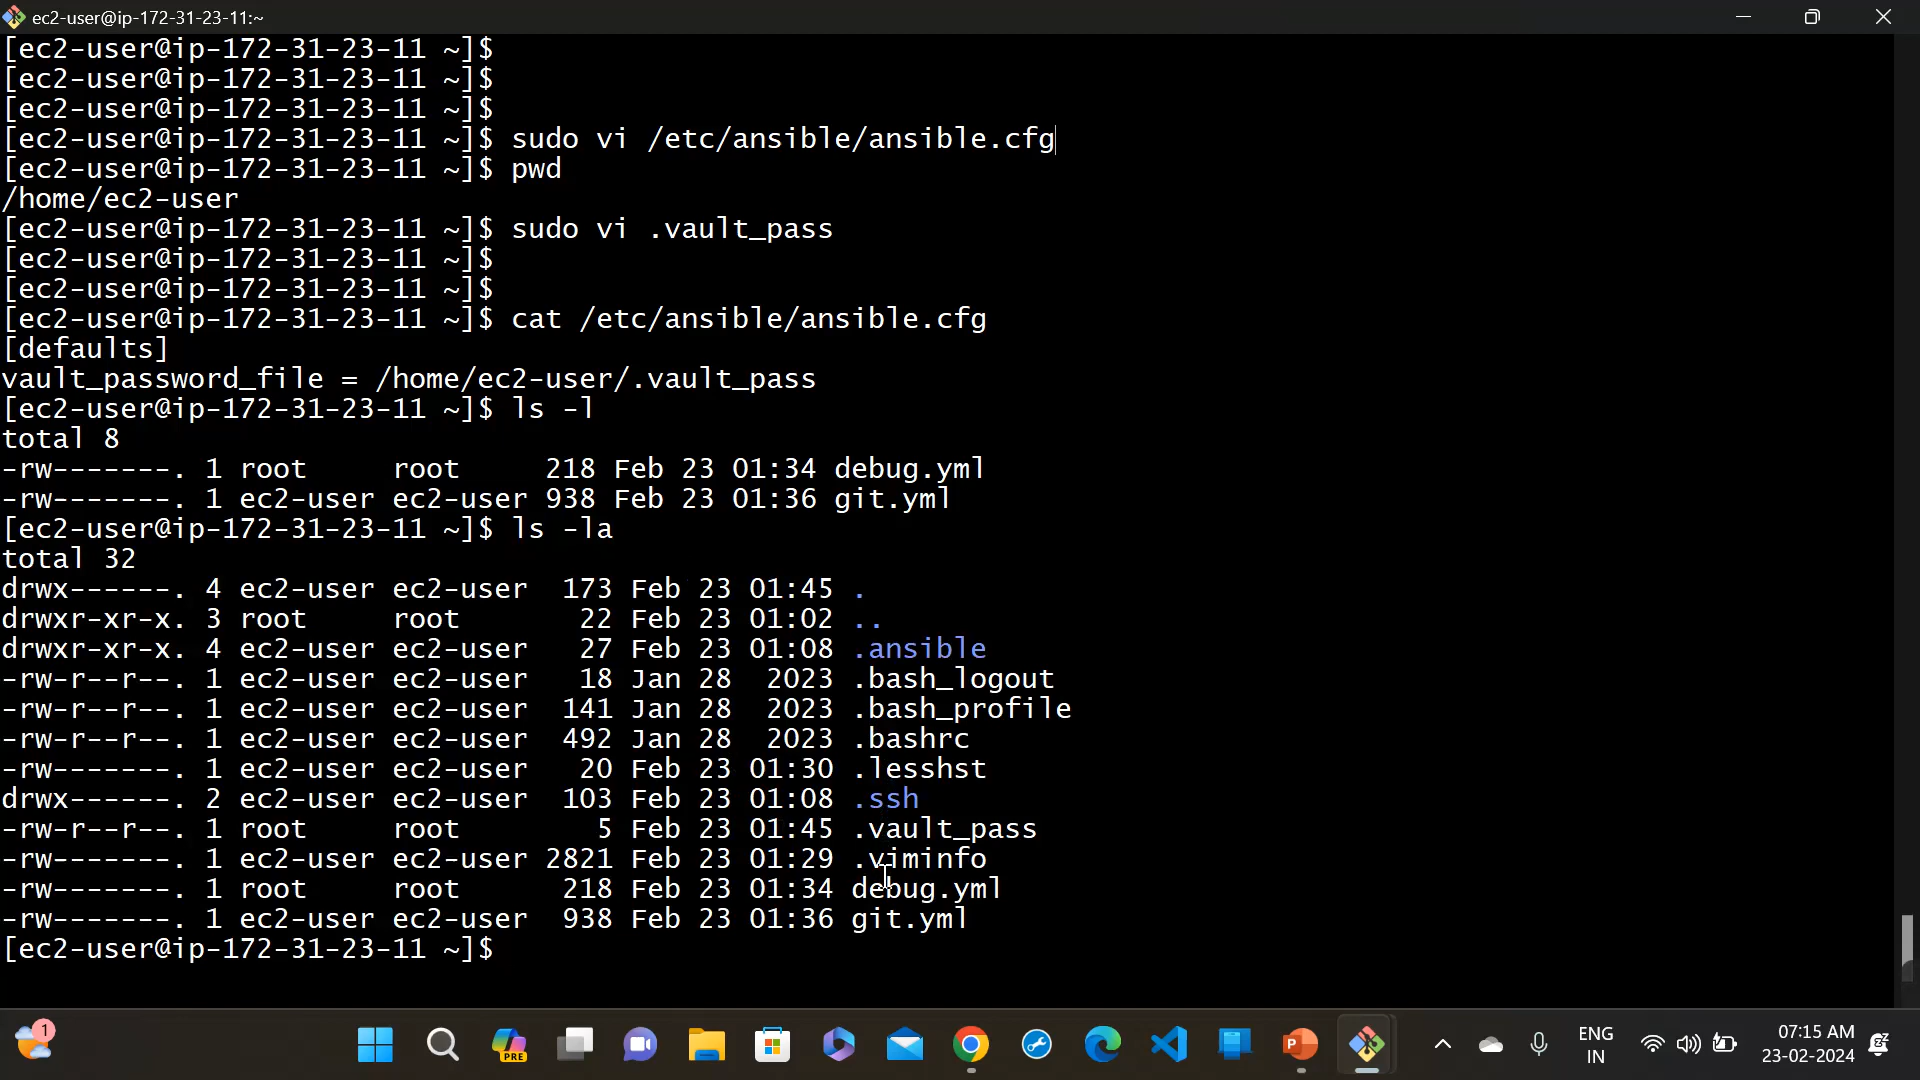 ec2-user@ip-172-31-23-11:~
[ec2-user@ip-172-31-23-11 ~]$
[ec2-user@ip-172-31-23-11 ~]$
[ec2-user@ip-172-31-23-11 ~]$
[ec2-user@ip-172-31-23-11 ~]$ sudo vi /etc/ansible/ansible.cfg
[ec2-user@ip-172-31-23-11 ~]$ pwd
/home/ec2-user
[ec2-user@ip-172-31-23-11 ~]$ sudo vi .vault_pass
[ec2-user@ip-172-31-23-11 ~]$
[ec2-user@ip-172-31-23-11 ~]$
[ec2-user@ip-172-31-23-11 ~]$ cat /etc/ansible/ansible.cfg
[defaults]
vault_password_file = /home/ec2-user/.vault_pass
[ec2-user@ip-172-31-23-11 ~]$ ls -l
total 8
-rw-------. 1 root     root     218 Feb 23 01:34 debug.yml
-rw-------. 1 ec2-user ec2-user 938 Feb 23 01:36 git.yml
[ec2-user@ip-172-31-23-11 ~]$ ls -la
total 32
drwx------. 4 ec2-user ec2-user  173 Feb 23 01:45 .
drwxr-xr-x. 3 root     root       22 Feb 23 01:02 ..
drwxr-xr-x. 4 ec2-user ec2-user   27 Feb 23 01:08 .ansible
-rw-r--r--. 1 ec2-user ec2-user   18 Jan 28  2023 .bash_logout
-rw-r--r--. 1 ec2-user ec2-user  141 Jan 28  2023 .bash_profile
-rw-r--r--. 1 ec2-user ec2-user  492 Jan 28  2023 .bashrc
-rw-------. 1 ec2-user ec2-user   20 Feb 23 01:30 .lesshst
drwx------. 2 ec2-user ec2-user  103 Feb 23 01:08 .ssh
-rw-r--r--. 1 root     root        5 Feb 23 01:45 .vault_pass
-rw-------. 1 ec2-user ec2-user 2821 Feb 23 01:29 .viminfo
-rw-------. 1 root     root      218 Feb 23 01:34 debug.yml
-rw-------. 1 ec2-user ec2-user  938 Feb 23 01:36 git.yml
[ec2-user@ip-172-31-23-11 ~]$
1
PRE
P
ENG
IN
07:15 AM
23-02-2024